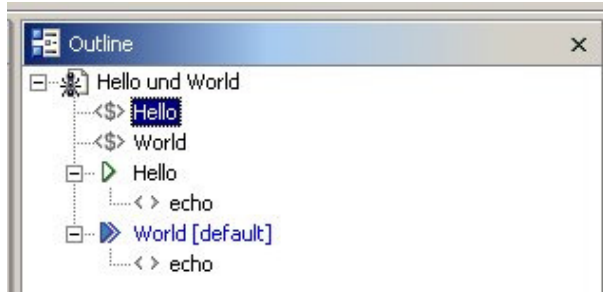 Outline
Hello und World
<$> Hello
<$> World
Hello
< > echo
World [default]
< > echo